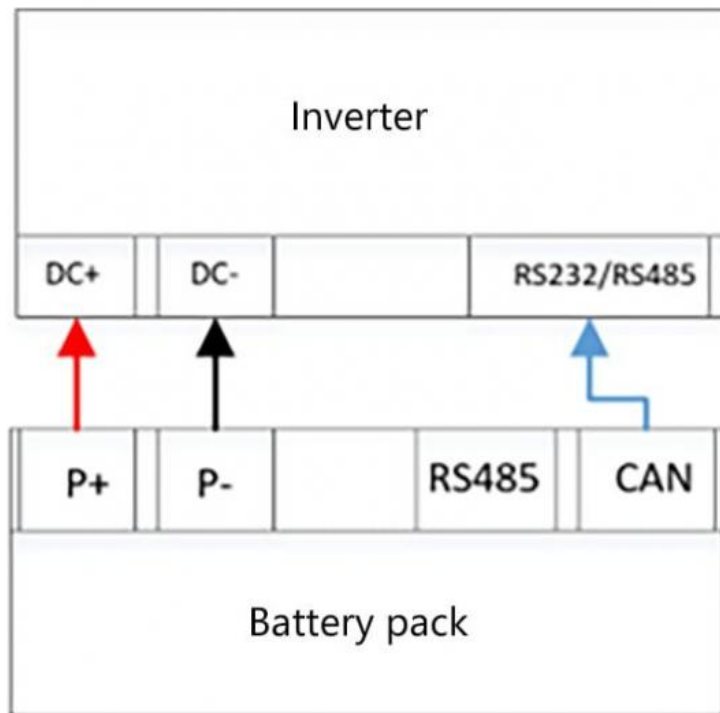 Inverter
DC+ DC- RS232/RS485
P+ P- RS485 CAN
Battery pack